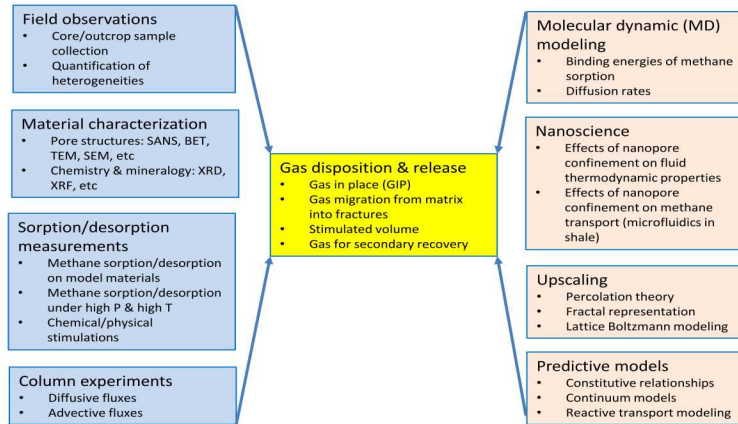 Field observations
• Core/outcrop sample
collection
• Quantification of
heterogeneities
Material characterization
• Pore structures: SANS, BET,
TEM, SEM, etc
• Chemistry & mineralogy: XRD,
XRF, etc
Sorption/desorption
measurements
• Methane sorption/desorption
on model materials
• Methane sorption/desorption
under high P & high T
• Chemical/physical
stimulations
Column experiments
• Diffusive fluxes
• Advective fluxes
Gas disposition & release
• Gas in place (GIP)
• Gas migration from matrix
into fractures
• Stimulated volume
• Gas for secondary recovery
Molecular dynamic (MD)
modeling
• Binding energies of methane
sorption
• Diffusion rates
Nanoscience
• Effects of nanopore
confinement on fluid
thermodynamic properties
• Effects of nanopore
confinement on methane
transport (microfluidics in
shale)
Upscaling
• Percolation theory
• Fractal representation
• Lattice Boltzmann modeling
Predictive models
• Constitutive relationships
• Continuum models
• Reactive transport modeling